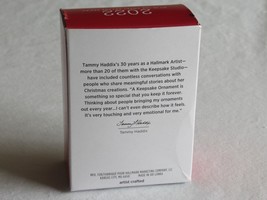 2022
Tammy Haddix's 30 years as a Hallmark Artist—
more than 20 of them with the Keepsake Studio—
have included countless conversations with
people who share meaningful stories about her
Christmas creations. "A Keepsake Ornament is
something so special that you keep it forever.
Thinking about people bringing my ornaments
out every year...I can't even describe how it feels.
It's very touching and very emotional for me."
Tammy Haddix
artist crafted